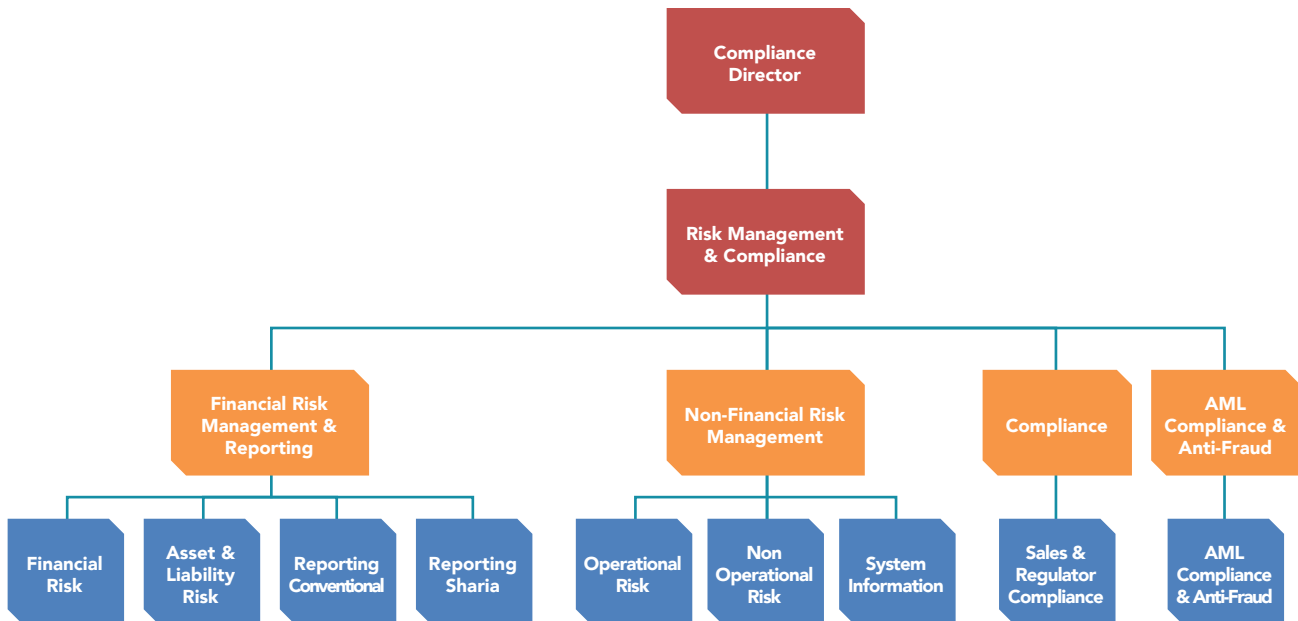 Compliance
Director
Risk Management
& Compliance
Financial Risk
Management &
Reporting
Non-Financial Risk
Management
Compliance
AML
Compliance &
Anti-Fraud
Financial
Risk
Asset &
Liability
Risk
Reporting
Conventional
Reporting
Sharia
Operational
Risk
Non
Operational
Risk
System
Information
Sales &
Regulator
Compliance
AML
Compliance
& Anti-Fraud